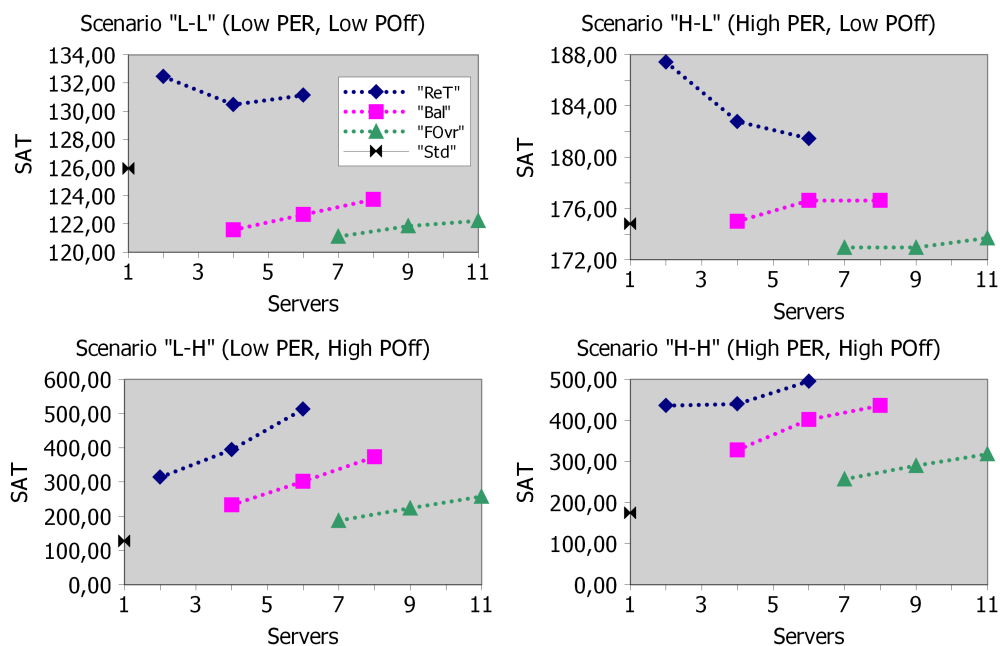 Scenario "L-L" (Low PER, Low POff)
134,00
132,00
130,00
128,00
126,00
124,00
122,00
120,00
SAT
"ReT"
"Bal"
"FOvr"
"Std"
1 3 5 7 9 11
Servers
Scenario "H-L" (High PER, Low POff)
188,00
184,00
180,00
176,00
172,00
SAT
1 3 5 7 9 11
Servers
Scenario "L-H" (Low PER, High POff)
600,00
500,00
400,00
300,00
200,00
100,00
0,00
SAT
1 3 5 7 9 11
Servers
Scenario "H-H" (High PER, High POff)
500,00
400,00
300,00
200,00
100,00
0,00
SAT
1 3 5 7 9 11
Servers